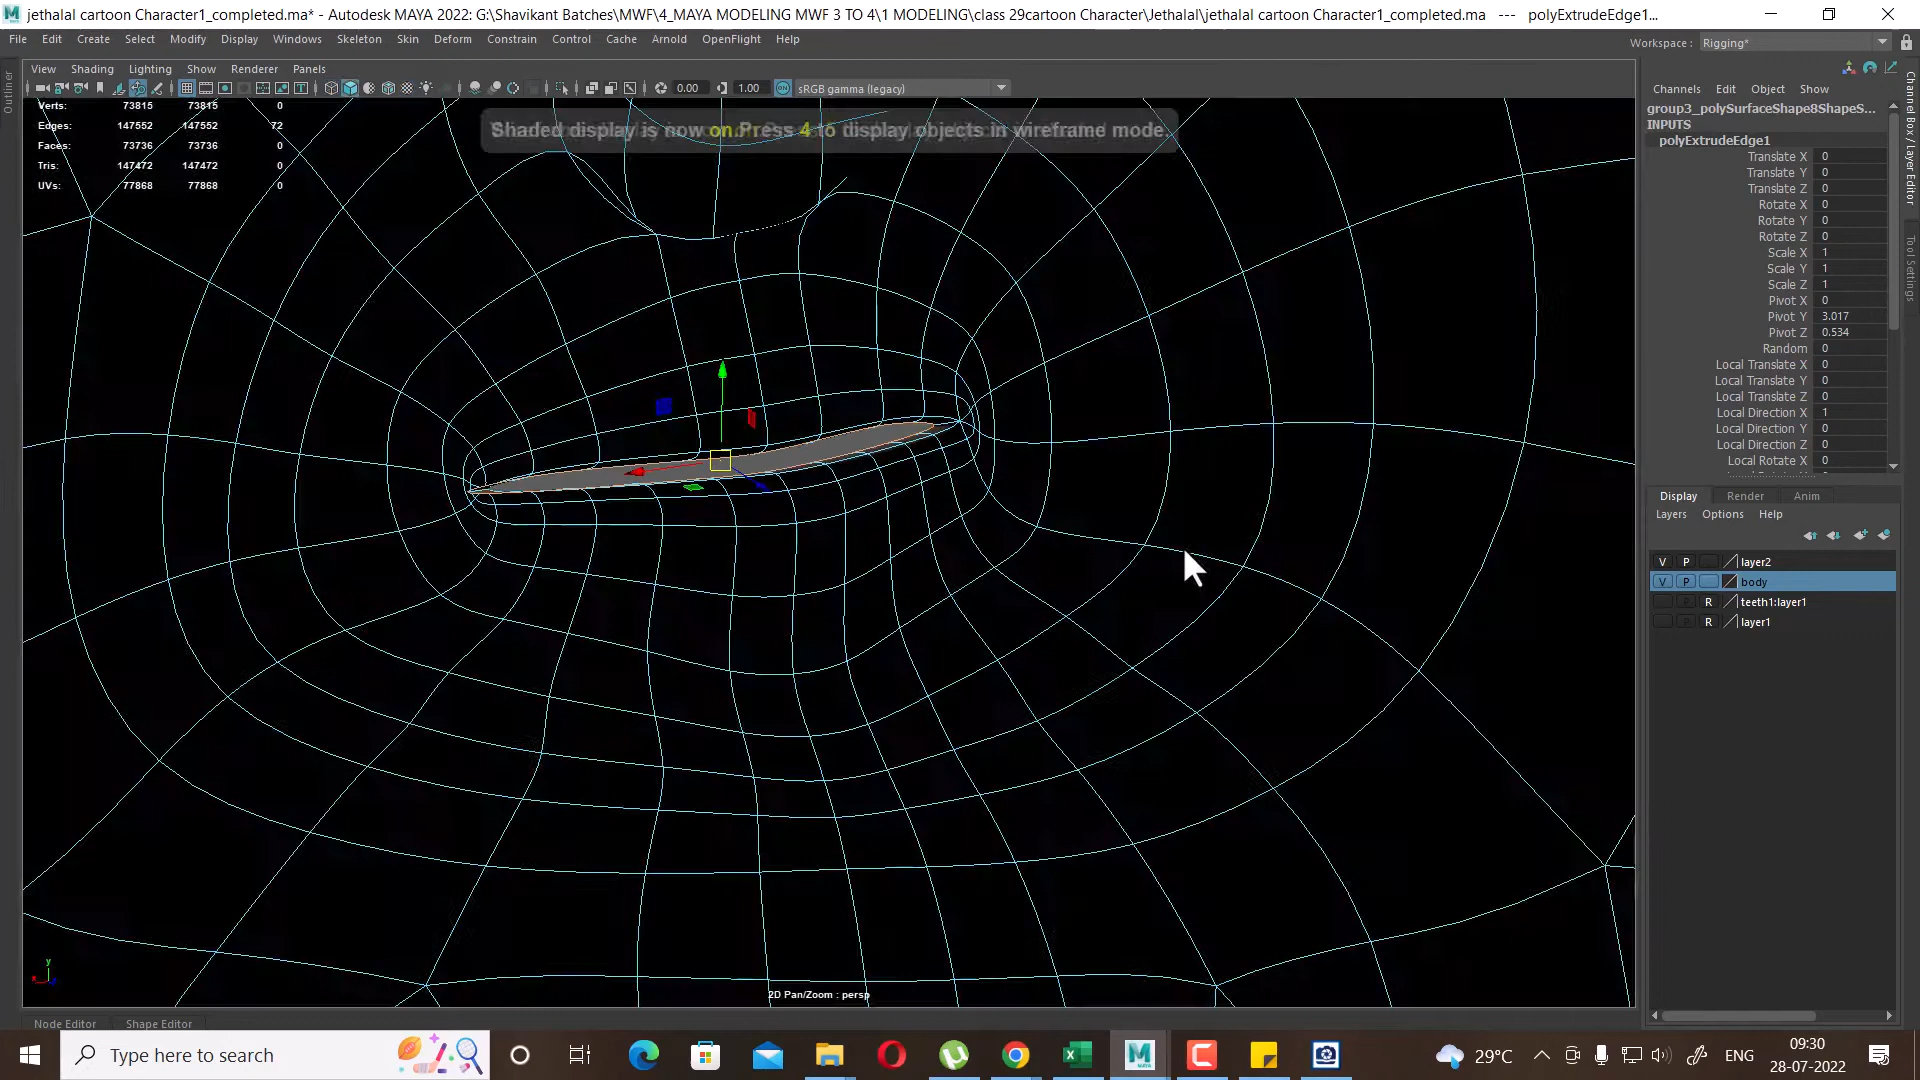 jethalal cartoon Character1_completed.ma* - Autodesk MAYA 2022: G:\Shavikant Batches\MWF\4_MAYA MODELING MWF 3 TO 4\1 MODELING\class 29cartoon Character\Jethalal\jethalal cartoon Character1_completed.ma --- polyExtrudeEdge1...
File Edit Create Select Modify Display Windows Skeleton Skin Deform Constrain Control Cache Arnold OpenFlight Help
Workspace : Rigging*
View Shading Lighting Show Renderer Panels
0.00 1.00 ON sRGB gamma (legacy)
Outliner
Verts: 73815 73815 0
Edges: 147552 147552 72
Faces: 73736 73736 0
Tris: 147472 147472 0
UVs: 77868 77868 0
Shaded display is now on. Press 4 to display objects in wireframe mode.
2D Pan/Zoom : persp
y
Channels Edit Object Show
group3_polySurfaceShape8ShapeS...
INPUTS
polyExtrudeEdge1
Translate X 0
Translate Y 0
Translate Z 0
Rotate X 0
Rotate Y 0
Rotate Z 0
Scale X 1
Scale Y 1
Scale Z 1
Pivot X 0
Pivot Y 3.017
Pivot Z 0.534
Random 0
Local Translate X 0
Local Translate Y 0
Local Translate Z 0
Local Direction X 1
Local Direction Y 0
Local Direction Z 0
Local Rotate X 0
Channel Box / Layer Editor
Tool Settings
Display Render Anim
Layers Options Help
V P layer2
V P body
P R teeth1:layer1
P R layer1
Node Editor Shape Editor
Type here to search
29°C
ENG
09:30
28-07-2022